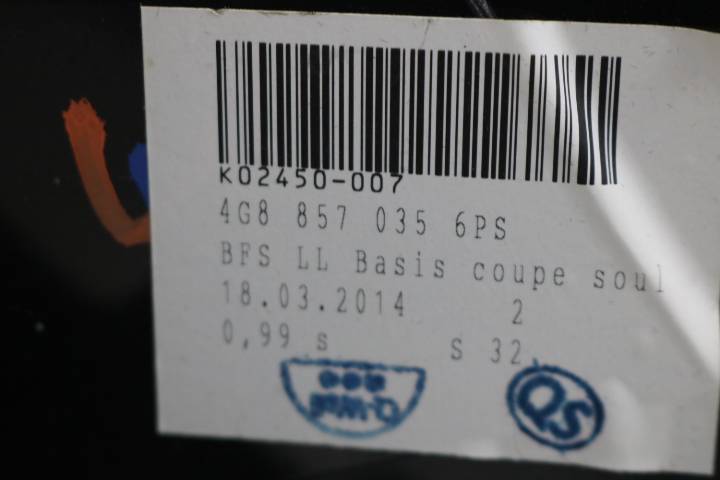 K02450-007
4G8 857 035 6PS
BFS LL Basis coupe soul
18.03.2014 2
0,99 s S 32
QS